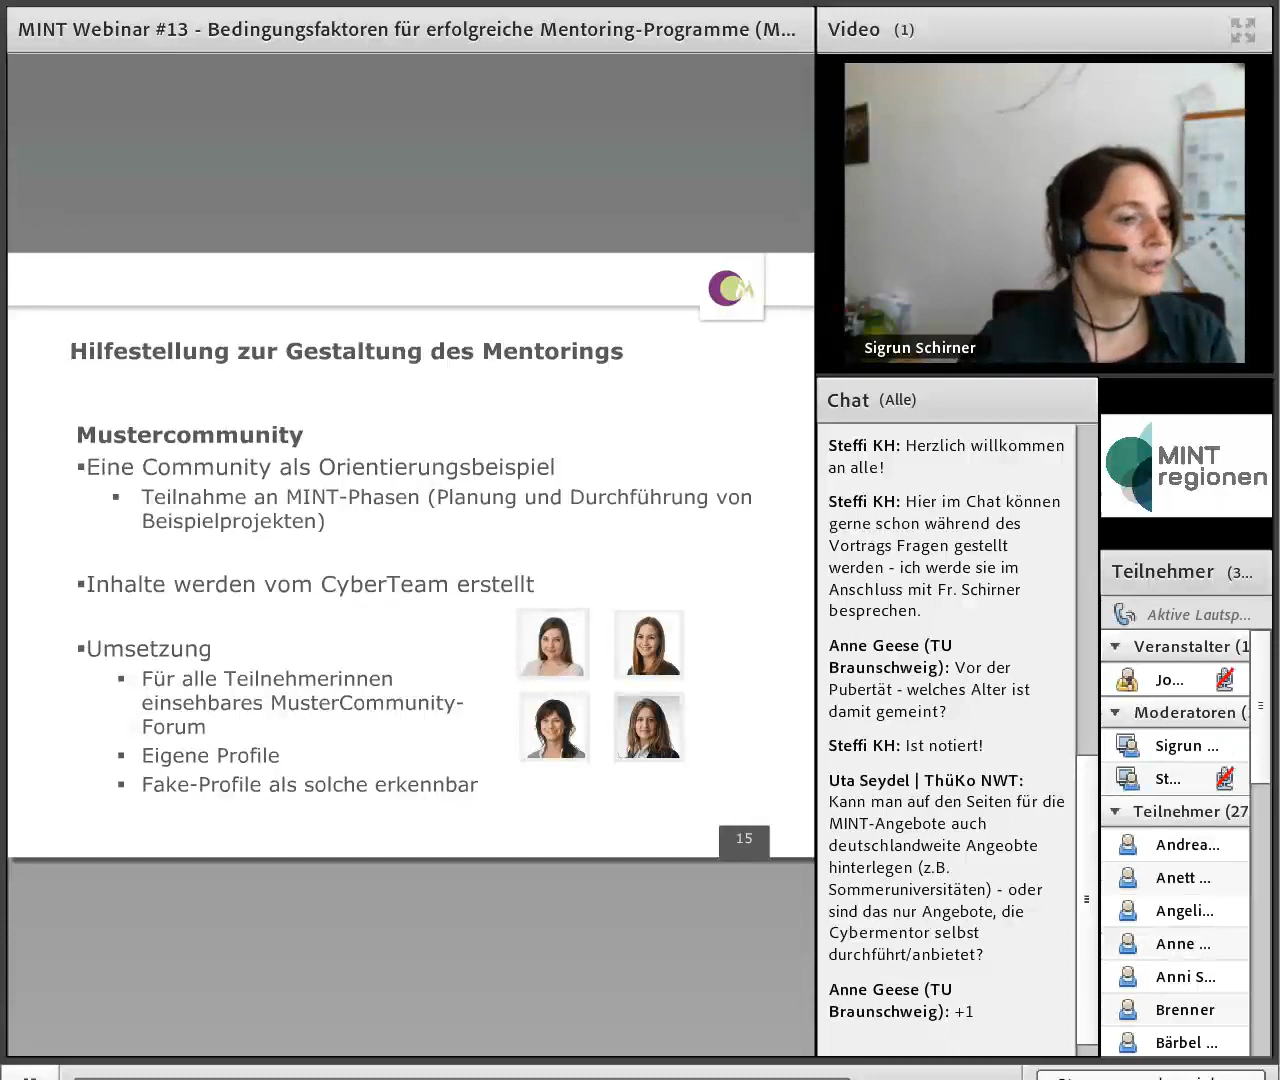 MINT Webinar #13 - Bedingungsfaktoren für erfolgreiche Mentoring-Programme (M...
Hilfestellung zur Gestaltung des Mentorings
Mustercommunity
▪Eine Community als Orientierungsbeispiel
▪ Teilnahme an MINT-Phasen (Planung und Durchführung von
Beispielprojekten)
▪Inhalte werden vom CyberTeam erstellt
▪Umsetzung
▪ Für alle Teilnehmerinnen
einsehbares MusterCommunity-
Forum
▪ Eigene Profile
▪ Fake-Profile als solche erkennbar
15
Video (1)
Sigrun Schirner
Chat (Alle)
Steffi KH: Herzlich willkommen
an alle!
Steffi KH: Hier im Chat können
gerne schon während des
Vortrags Fragen gestellt
werden - ich werde sie im
Anschluss mit Fr. Schirner
besprechen.
Anne Geese (TU
Braunschweig): Vor der
Pubertät - welches Alter ist
damit gemeint?
Steffi KH: Ist notiert!
Uta Seydel | ThüKo NWT:
Kann man auf den Seiten für die
MINT-Angebote auch
deutschlandweite Angeobte
hinterlegen (z.B.
Sommeruniversitäten) - oder
sind das nur Angebote, die
Cybermentor selbst
durchführt/anbietet?
Anne Geese (TU
Braunschweig): +1
MINT
regionen
Teilnehmer (3...
Aktive Lautsp...
Veranstalter (1
Jo...
Moderatoren (
Sigrun ...
St...
Teilnehmer (27
Andrea...
Anett ...
Angeli...
Anne ...
Anni S...
Brenner
Bärbel ...